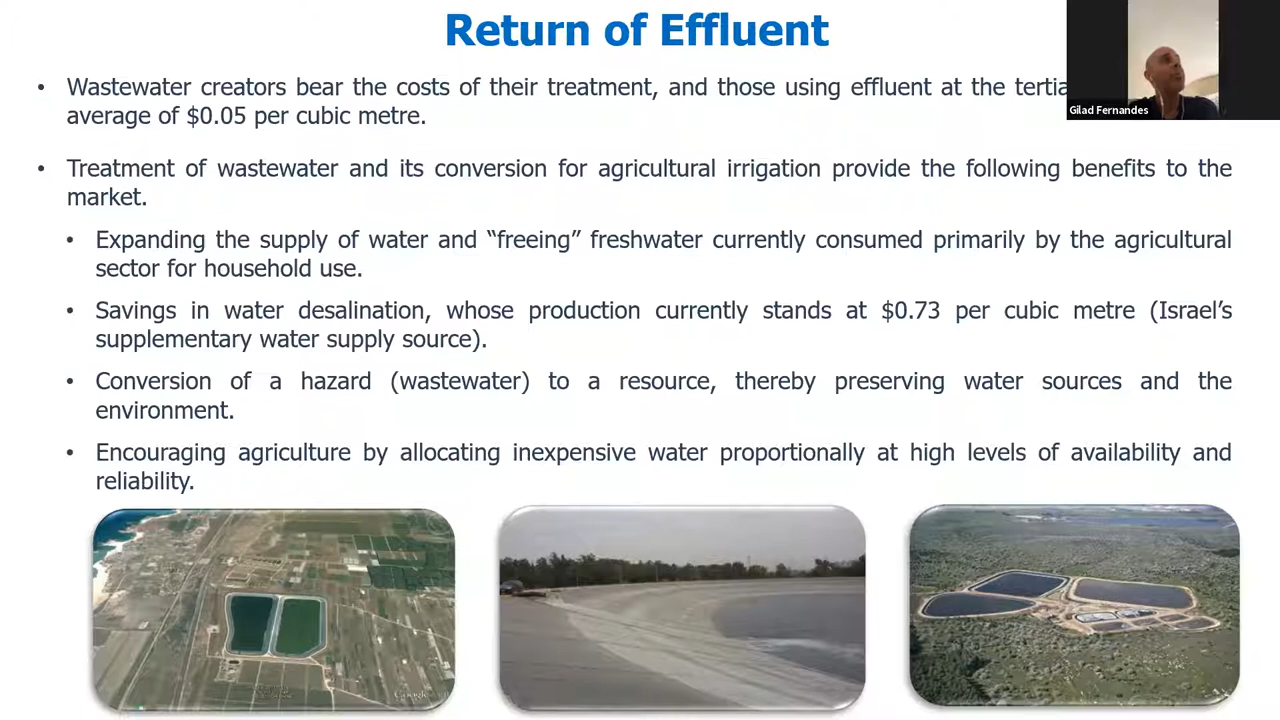 Return of Effluent
Gilad Fernandes
• Wastewater creators bear the costs of their treatment, and those using effluent at the
average of $0.05 per cubic metre.
• Treatment of wastewater and its conversion for agricultural irrigation provide the following benefits to the
market.
• Expanding the supply of water and “freeing” freshwater currently consumed primarily by the agricultural
sector for household use.
• Savings in water desalination, whose production currently stands at $0.73 per cubic metre (Israel’s
supplementary water supply source).
• Conversion of a hazard (wastewater) to a resource, thereby preserving water sources and the
environment.
• Encouraging agriculture by allocating inexpensive water proportionally at high levels of availability and
reliability.
Google